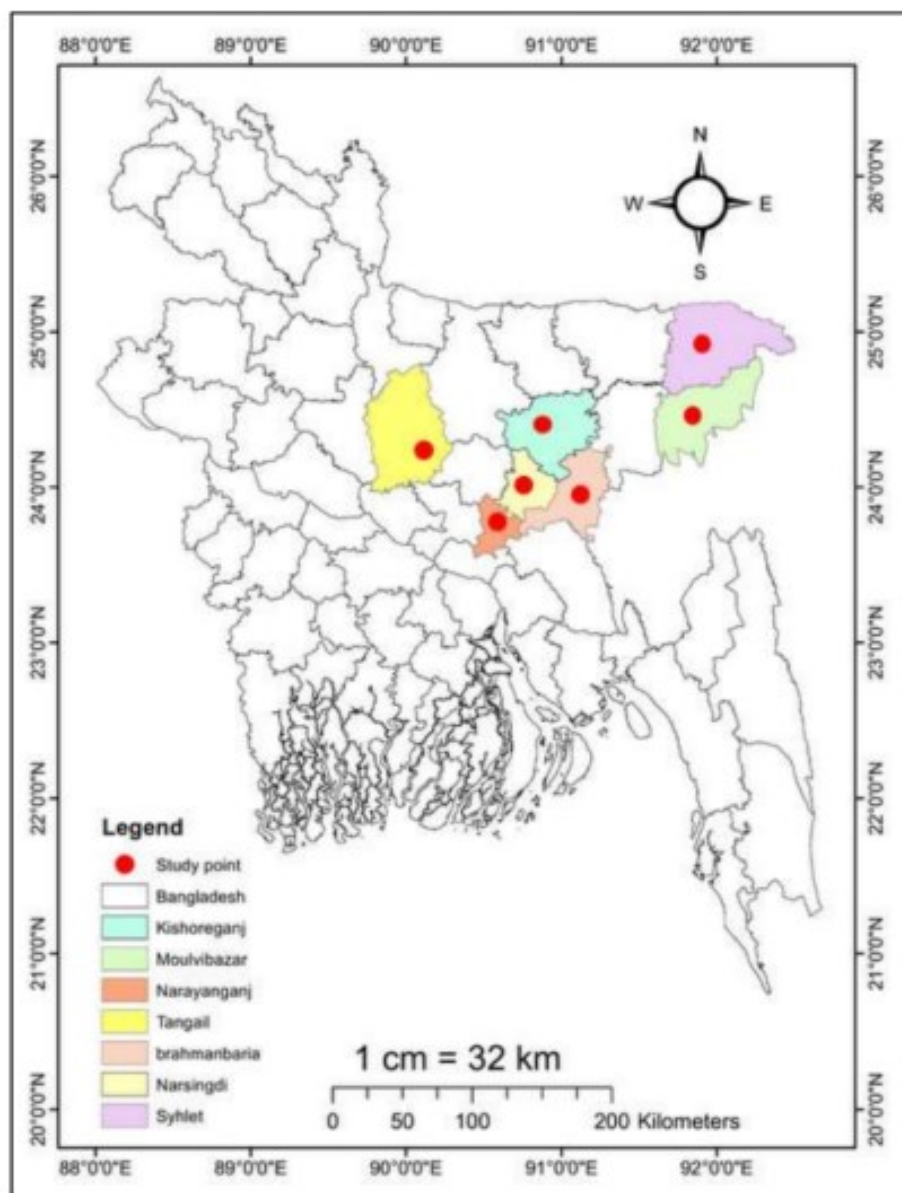 88°0'0"E 89°0'0"E 90°0'0"E 91°0'0"E 92°0'0"E
26°0'0"N
25°0'0"N
24°0'0"N
23°0'0"N
22°0'0"N
21°0'0"N
20°0'0"N
N
W E
S
26°0'0"N
25°0'0"N
24°0'0"N
23°0'0"N
22°0'0"N
21°0'0"N
20°0'0"N
Legend
Study point
Bangladesh
Kishoreganj
Moulvibazar
Narayanganj
Tangail
brahmanbaria
Narsingdi
Syhlet
1 cm = 32 km
0 50 100 200 Kilometers
88°0'0"E 89°0'0"E 90°0'0"E 91°0'0"E 92°0'0"E